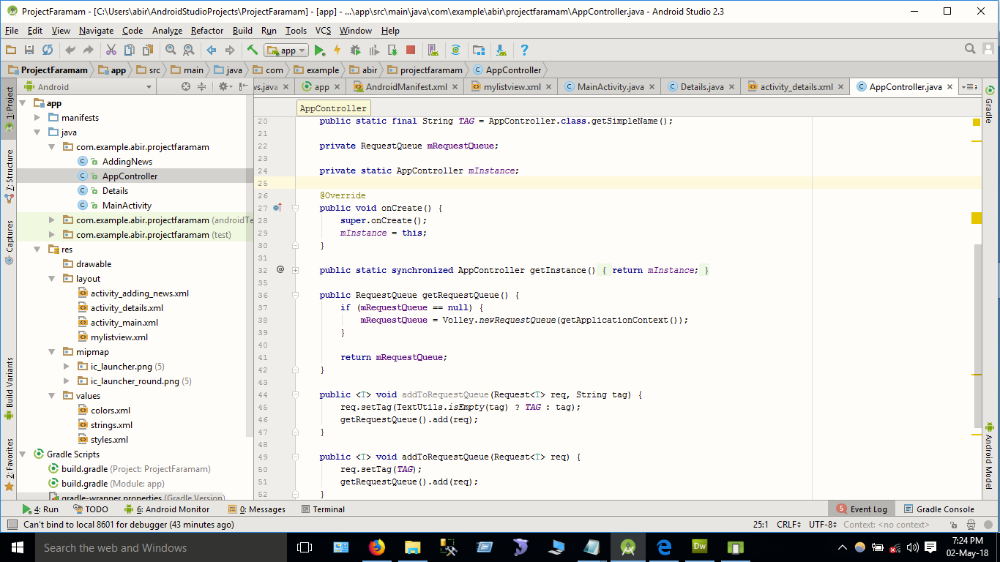 ProjectFaramam - [C:\Users\abir\AndroidStudioProjects\ProjectFaramam] - [app] - ...\app\src\main\java\com\example\abir\projectfaramam\AppController.java - Android Studio 2.3
File Edit View Navigate Code Analyze Refactor Build Run Tools VCS Window Help
app
ProjectFaramam app src main java com example abir projectfaramam AppController
Android
ws.java app AndroidManifest.xml mylistview.xml MainActivity.java Details.java activity_details.xml AppController.java 3
1: Project
7: Structure
Captures
Build Variants
2: Favorites
app
manifests
java
com.example.abir.projectfaramam
AddingNews
AppController
Details
MainActivity
com.example.abir.projectfaramam (androidTe
com.example.abir.projectfaramam (test)
res
drawable
layout
activity_adding_news.xml
activity_details.xml
activity_main.xml
mylistview.xml
mipmap
ic_launcher.png (5)
ic_launcher_round.png (5)
values
colors.xml
strings.xml
styles.xml
Gradle Scripts
build.gradle (Project: ProjectFaramam)
build.gradle (Module: app)
gradle-wrapper.properties (Gradle Version)
AppController
20 public static final String TAG = AppController.class.getSimpleName();
21
22 private RequestQueue mRequestQueue;
23
24 private static AppController mInstance;
25
26 @Override
27 public void onCreate() {
28 super.onCreate();
29 mInstance = this;
30 }
31
32 @ public static synchronized AppController getInstance() { return mInstance; }
35
36 public RequestQueue getRequestQueue() {
37 if (mRequestQueue == null) {
38 mRequestQueue = Volley.newRequestQueue(getApplicationContext());
39 }
40
41 return mRequestQueue;
42 }
43
44 public <T> void addToRequestQueue(Request<T> req, String tag) {
45 req.setTag(TextUtils.isEmpty(tag) ? TAG : tag);
46 getRequestQueue().add(req);
47 }
48
49 public <T> void addToRequestQueue(Request<T> req) {
50 req.setTag(TAG);
51 getRequestQueue().add(req);
52 }
Gradle
Android Model
4: Run TODO 6: Android Monitor 0: Messages Terminal 5 Event Log Gradle Console
Can't bind to local 8601 for debugger (43 minutes ago) 25:1 CRLF UTF-8 Context: <no context>
Search the web and Windows
Dw
7:24 PM
02-May-18